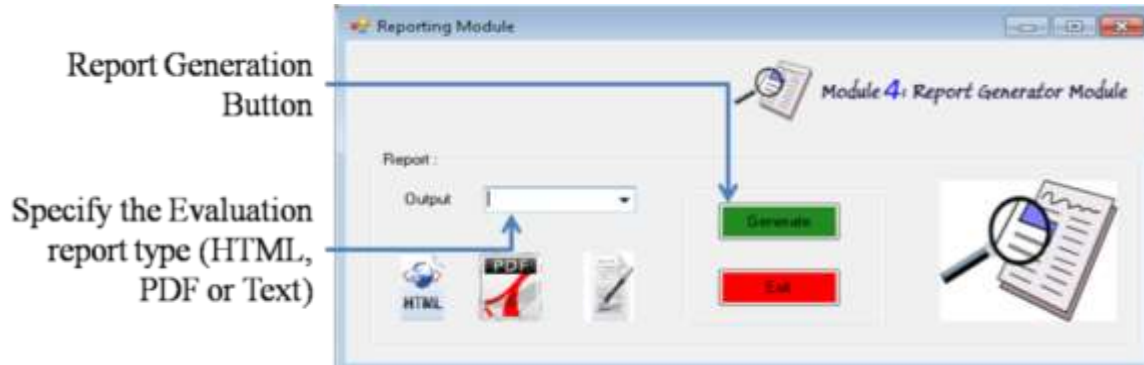 Reporting Module
Report Generation
Button
Module 4: Report Generator Module
Report :
Output
Generate
Specify the Evaluation
report type (HTML,
PDF or Text)
HTML
PDF
Exit